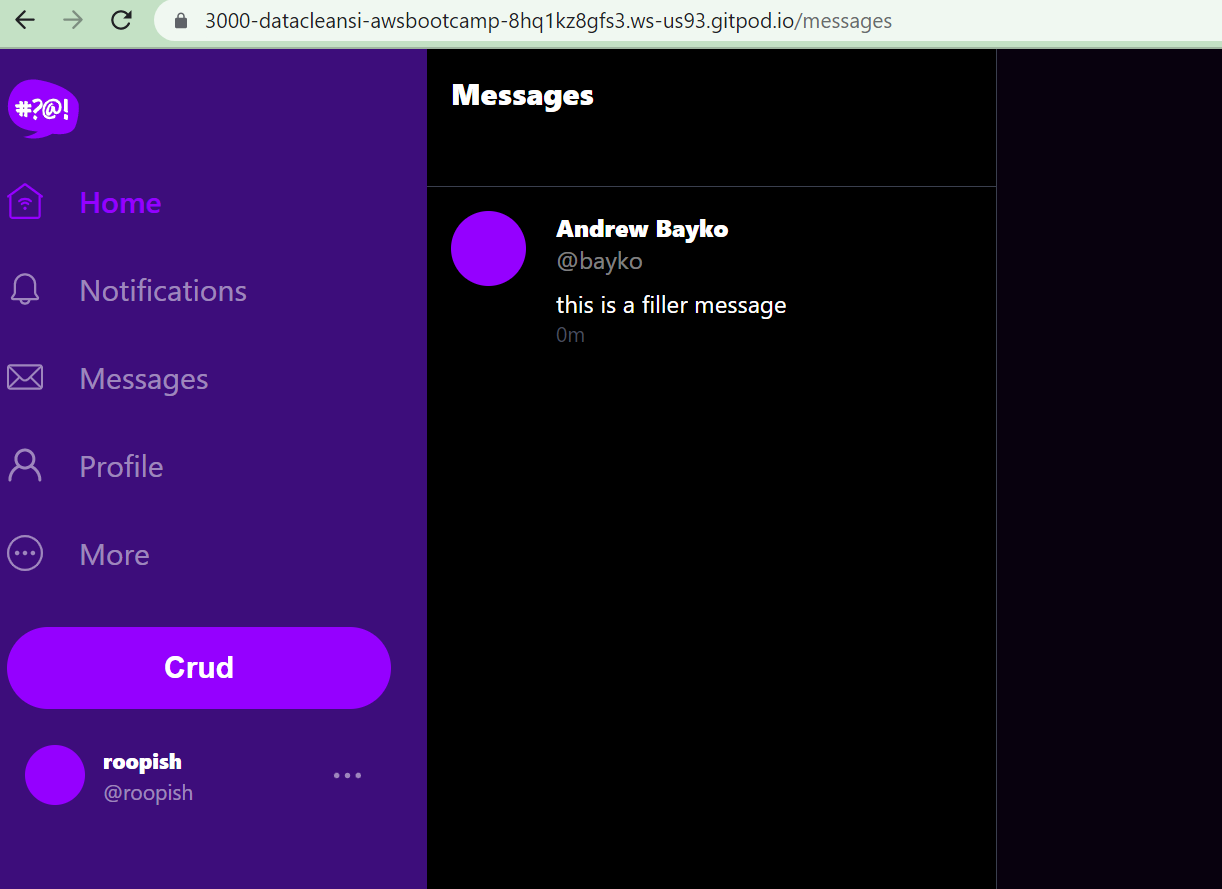 3000-datacleansi-awsbootcamp-8hq1kz8gfs3.ws-us93.gitpod.io/messages
#?@!
Home
Notifications
Messages
Profile
More
Crud
roopish
@roopish
Messages
Andrew Bayko
@bayko
this is a filler message
0m